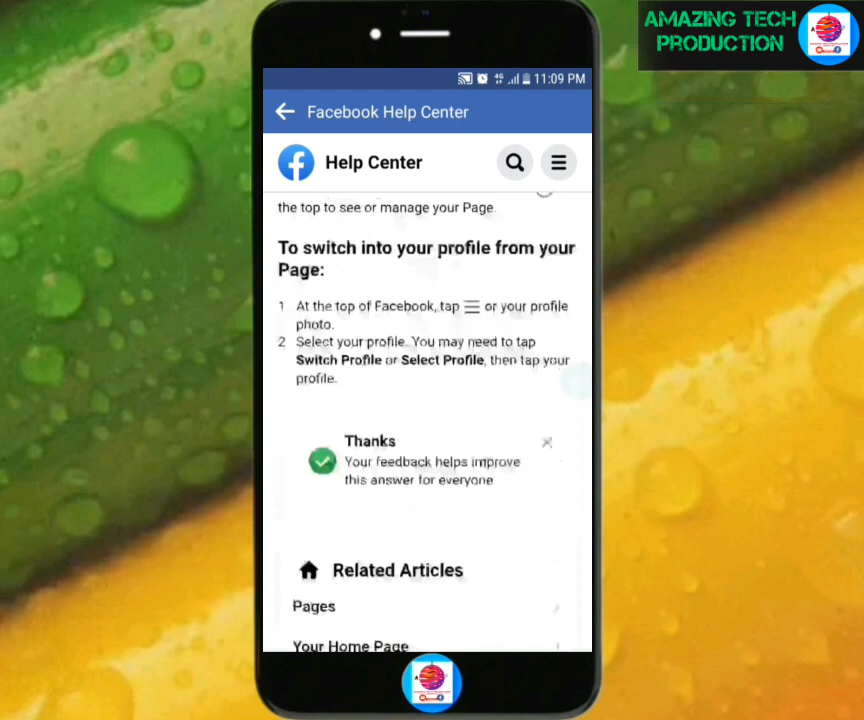 AMAZING TECH
PRODUCTION
11:09 PM
Facebook Help Center
Help Center
the top to see or manage your Page.
To switch into your profile from your
Page:
1 At the top of Facebook, tap ☰ or your profile
photo.
2 Select your profile. You may need to tap
Switch Profile or Select Profile, then tap your
profile.
Thanks
Your feedback helps improve
this answer for everyone
Related Articles
Pages
Your Home Page